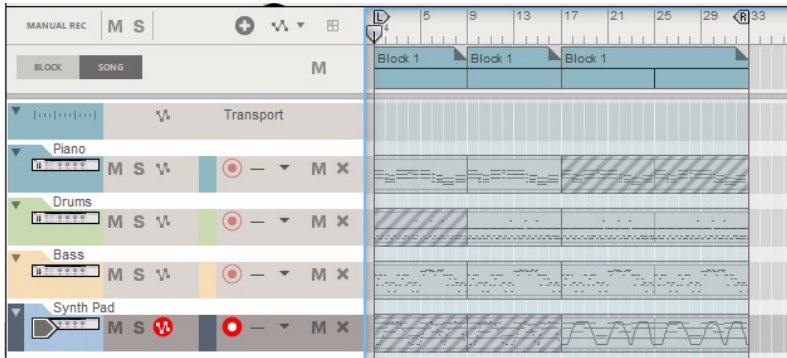 MANUAL REC M S
L 5 9 13 17 21 25 29 R 33
4
BLOCK SONG M
Block 1 Block 1 Block 1
Transport
Piano
M S M
Drums
M S M
Bass
M S M
Synth Pad
M S M